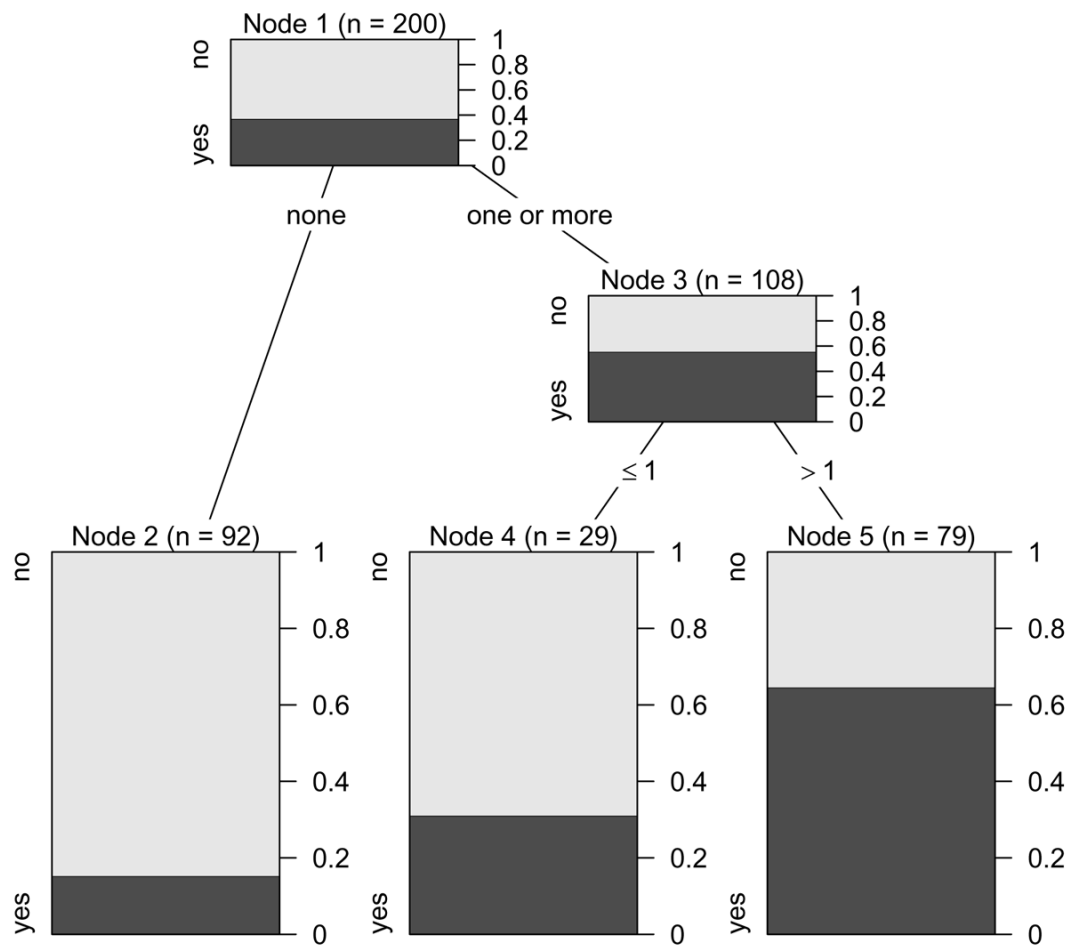 Node 1 (n = 200)
no
yes
1
0.8
0.6
0.4
0.2
0
none
one or more
Node 3 (n = 108)
no
yes
1
0.8
0.6
0.4
0.2
0
≤ 1
> 1
Node 2 (n = 92)
no
yes
1
0.8
0.6
0.4
0.2
0
Node 4 (n = 29)
no
yes
1
0.8
0.6
0.4
0.2
0
Node 5 (n = 79)
no
yes
1
0.8
0.6
0.4
0.2
0